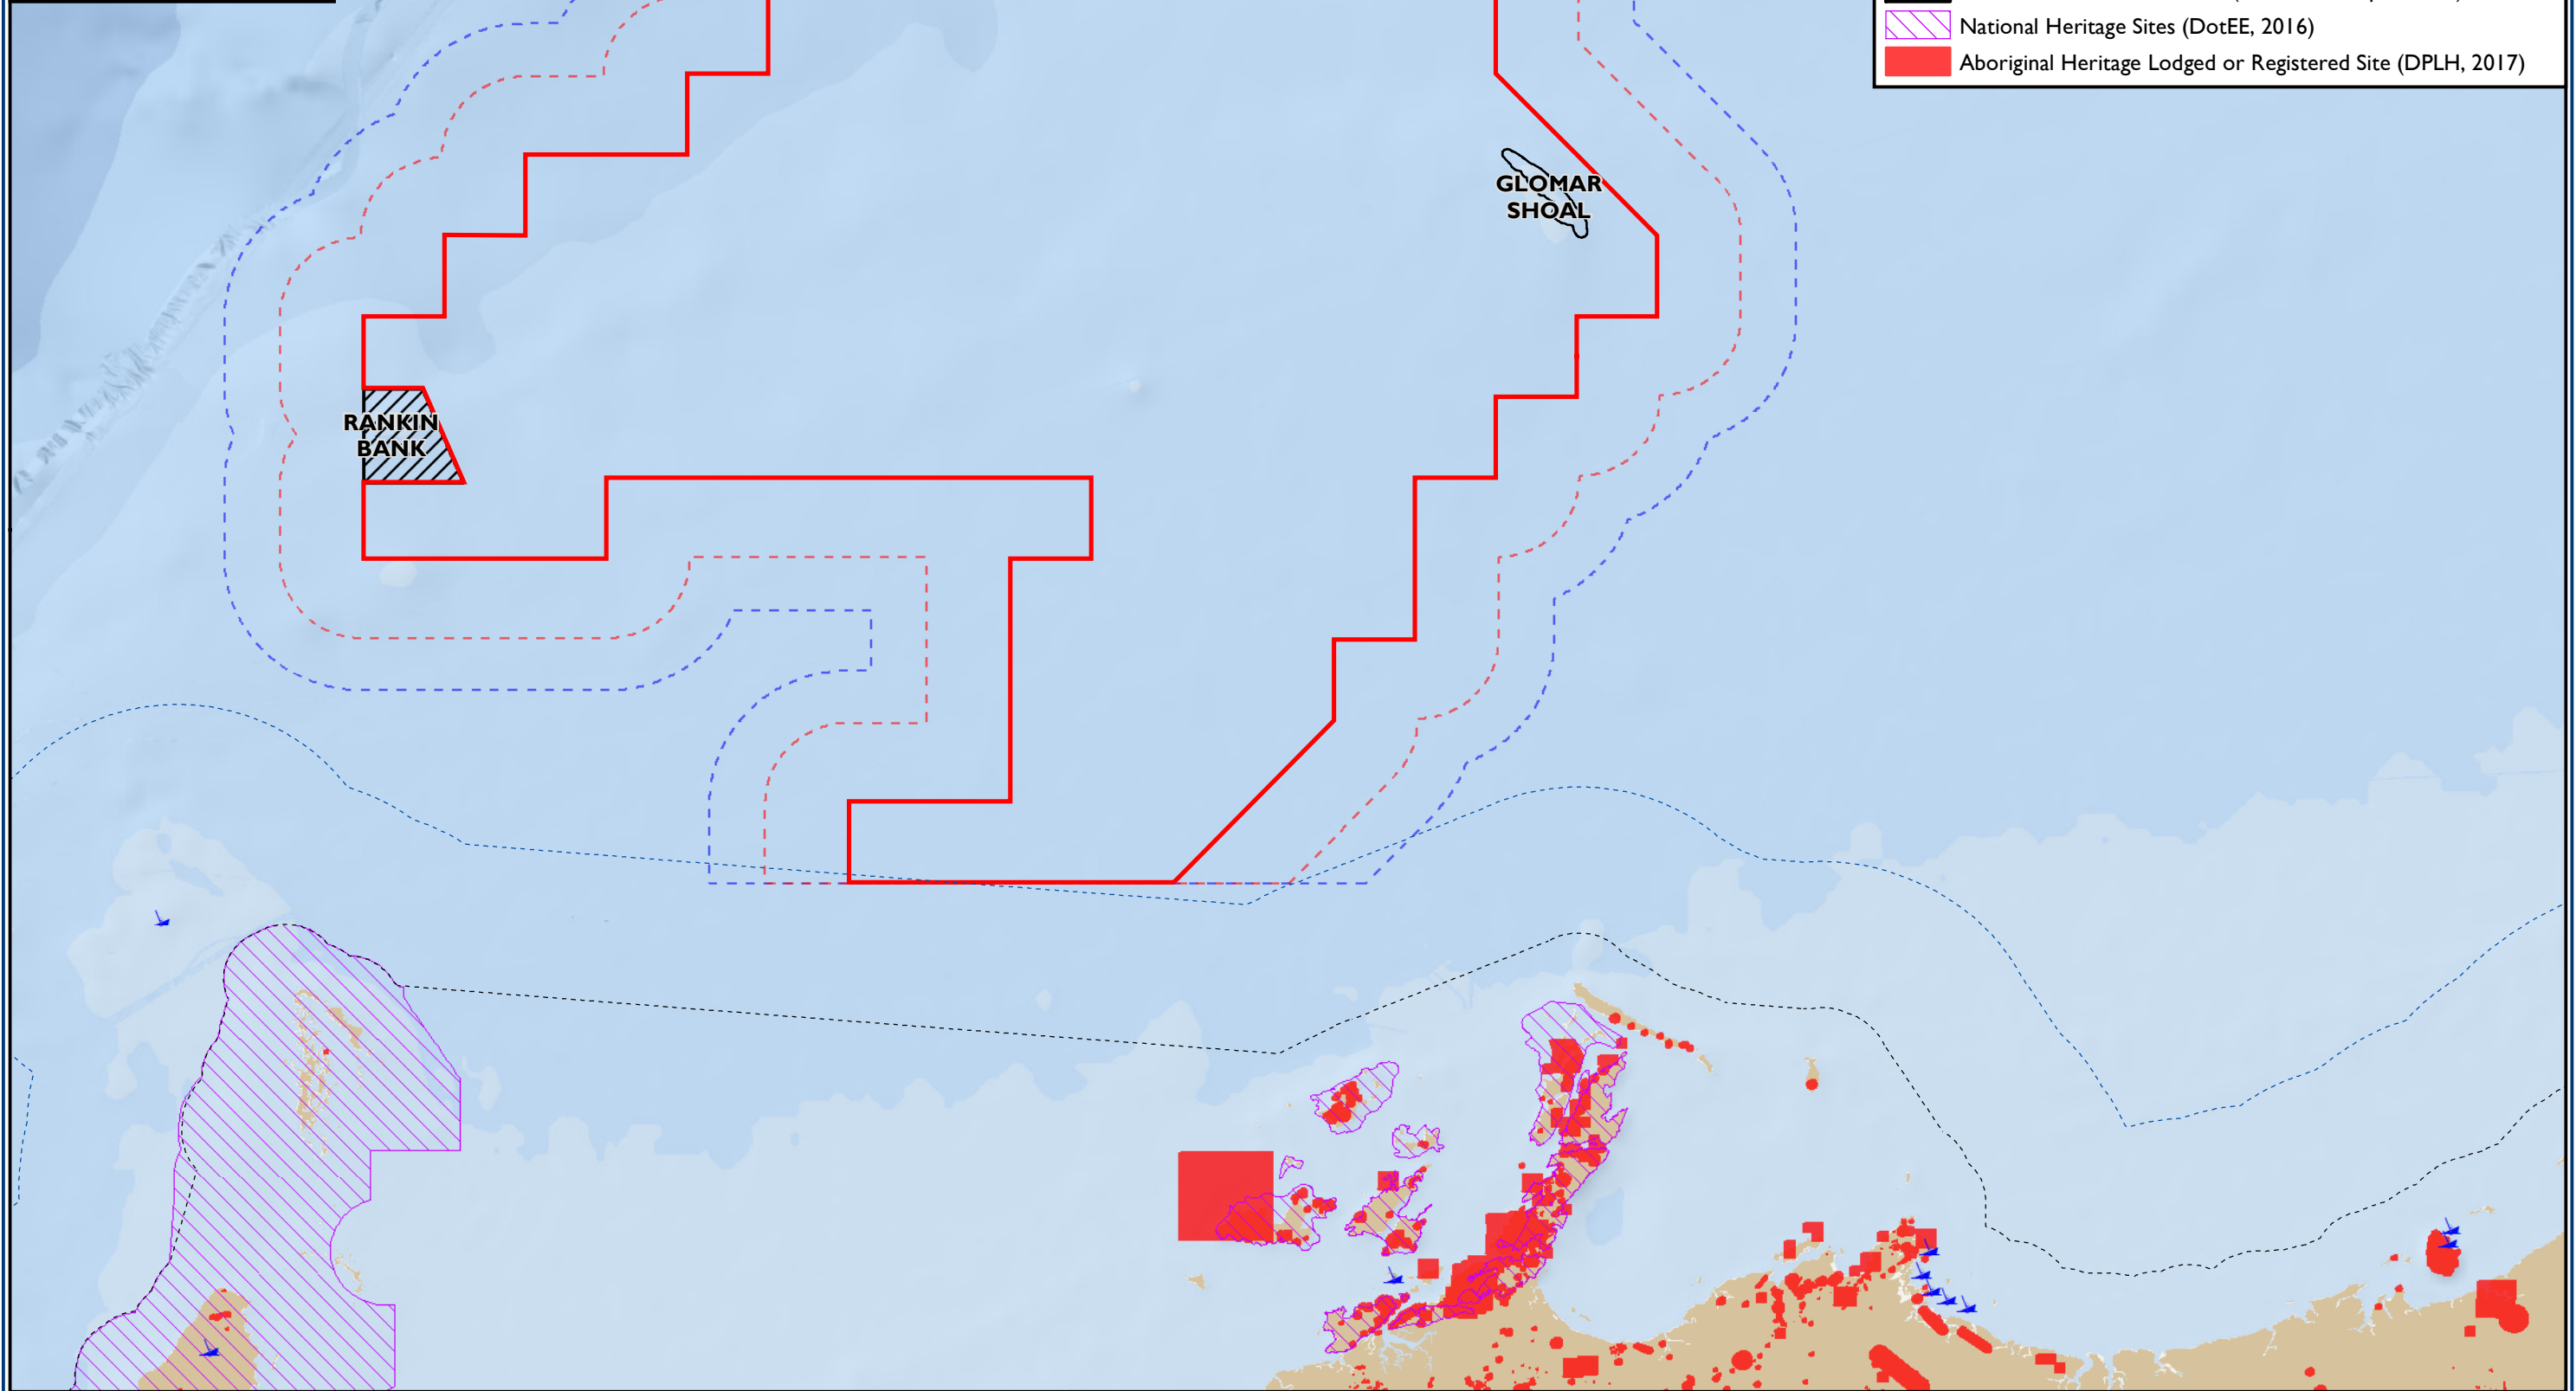 National Heritage Sites (DotEE, 2016)
Aboriginal Heritage Lodged or Registered Site (DPLH, 2017)
GLOMAR
SHOAL
RANKIN
BANK